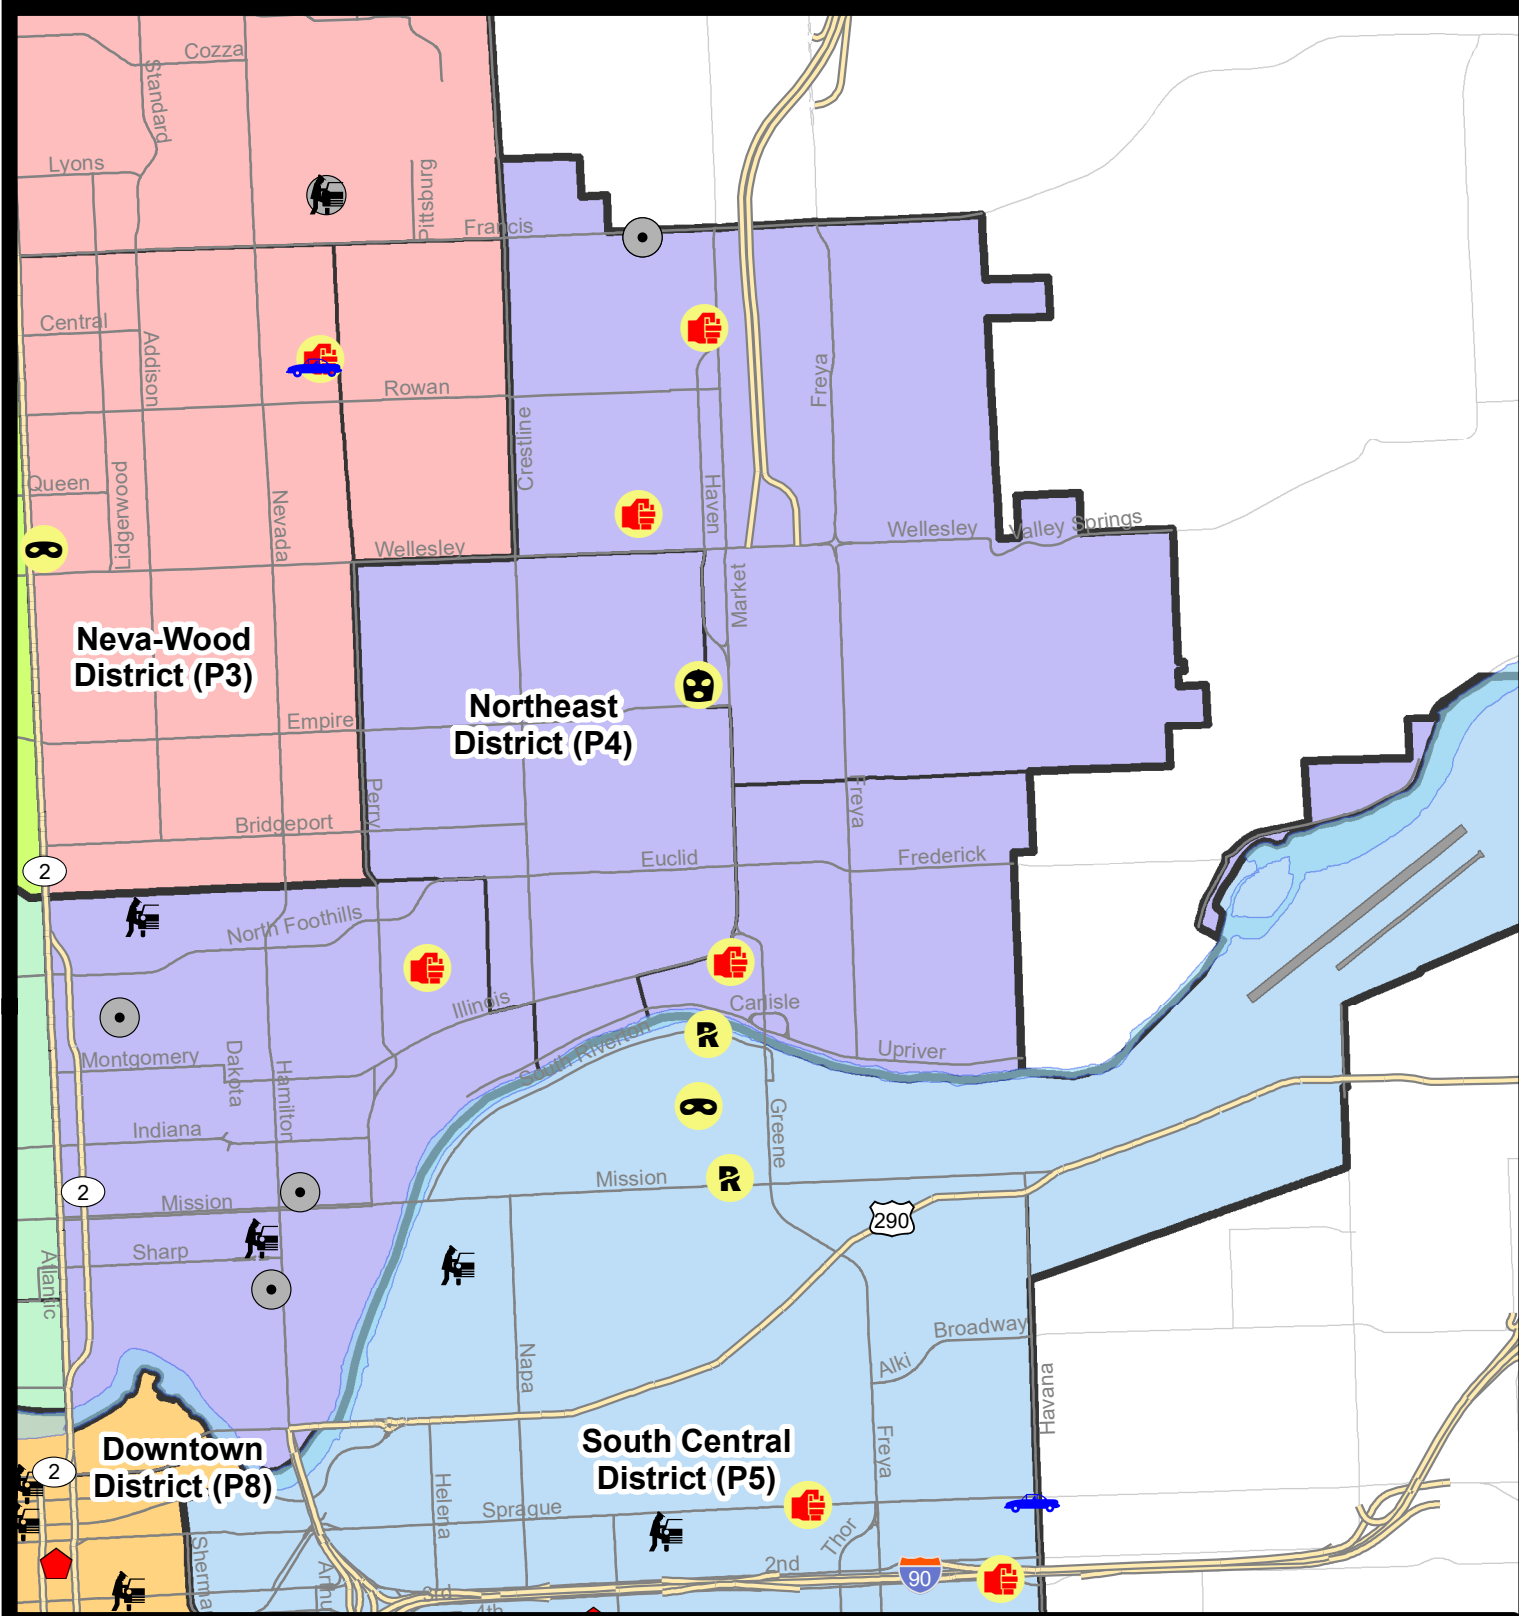 Cozza
Standard
Lyons
Pittsburg
Francis
Central
Addison
Rowan
Freya
Crestline
Queen
Lidgerwood
Nevada
Haven
Wellesley
Wellesley
Valley Springs
Market
Neva-Wood
District (P3)
Northeast
District (P4)
Empire
Perry
Freya
Bridgeport
Euclid
Frederick
2
North Foothills
Illinois
Carlisle
South Riverton
Upriver
Montgomery
Dakota
Hamilton
Greene
Indiana
R
R
Mission
Mission
2
290
Sharp
Atlantic
Napa
Broadway
Alki
Havana
Downtown
District (P8)
2
South Central
District (P5)
Freya
Helena
Sprague
Thor
2nd
90
3rd
4th